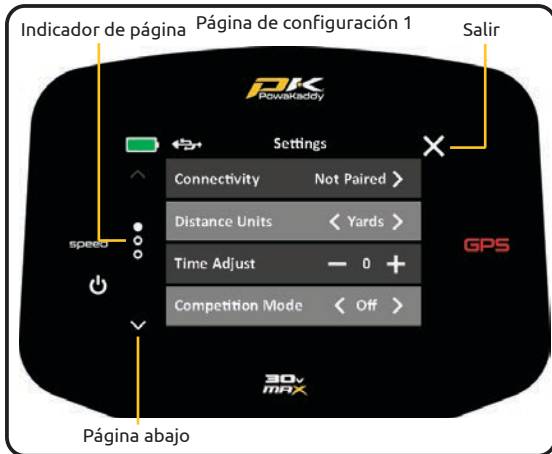 Página de configuración 1
Indicador de página
Salir
PK
PowaKaddy
Settings
Connectivity Not Paired
Distance Units Yards
speed
GPS
Time Adjust — 0 +
Competition Mode Off
30v
MAX
Página abajo